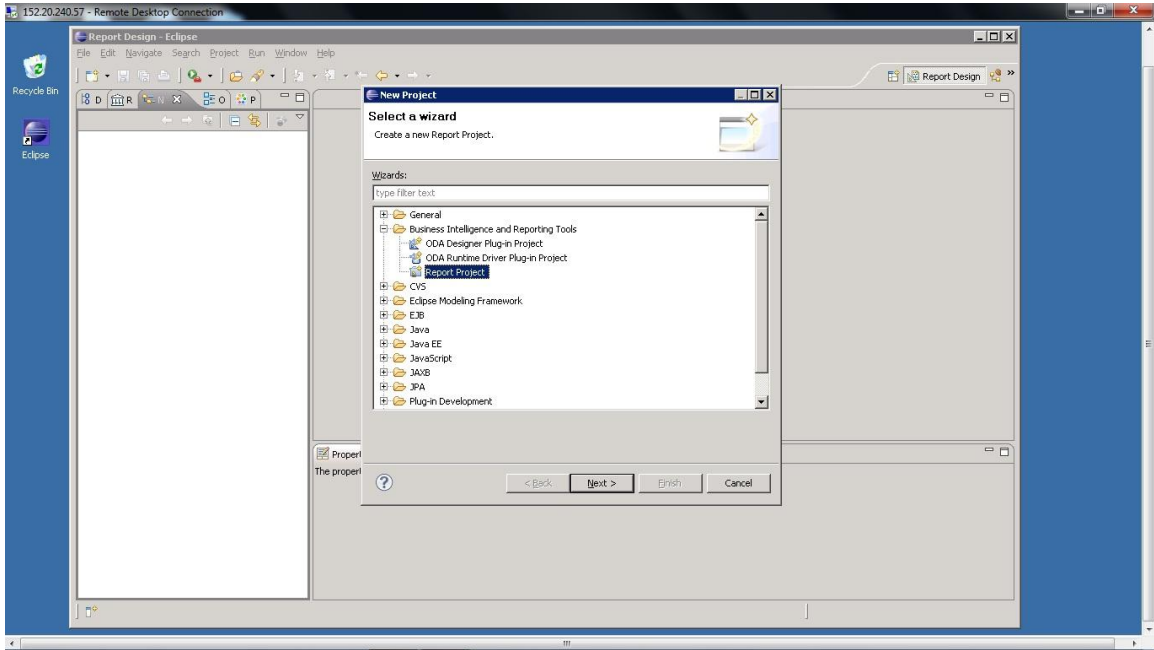 152.20.240.57 - Remote Desktop Connection
Recycle Bin
Eclipse
Report Design - Eclipse
File Edit Navigate Search Project Run Window Help
Report Design »
D R N X O P
New Project
Select a wizard
Create a new Report Project.
Wizards:
type filter text
General
Business Intelligence and Reporting Tools
ODA Designer Plug-in Project
ODA Runtime Driver Plug-in Project
Report Project
CVS
Eclipse Modeling Framework
EJB
Java
Java EE
JavaScript
JAXB
JPA
Plug-in Development
Propert
The propert
? < Back Next > Finish Cancel